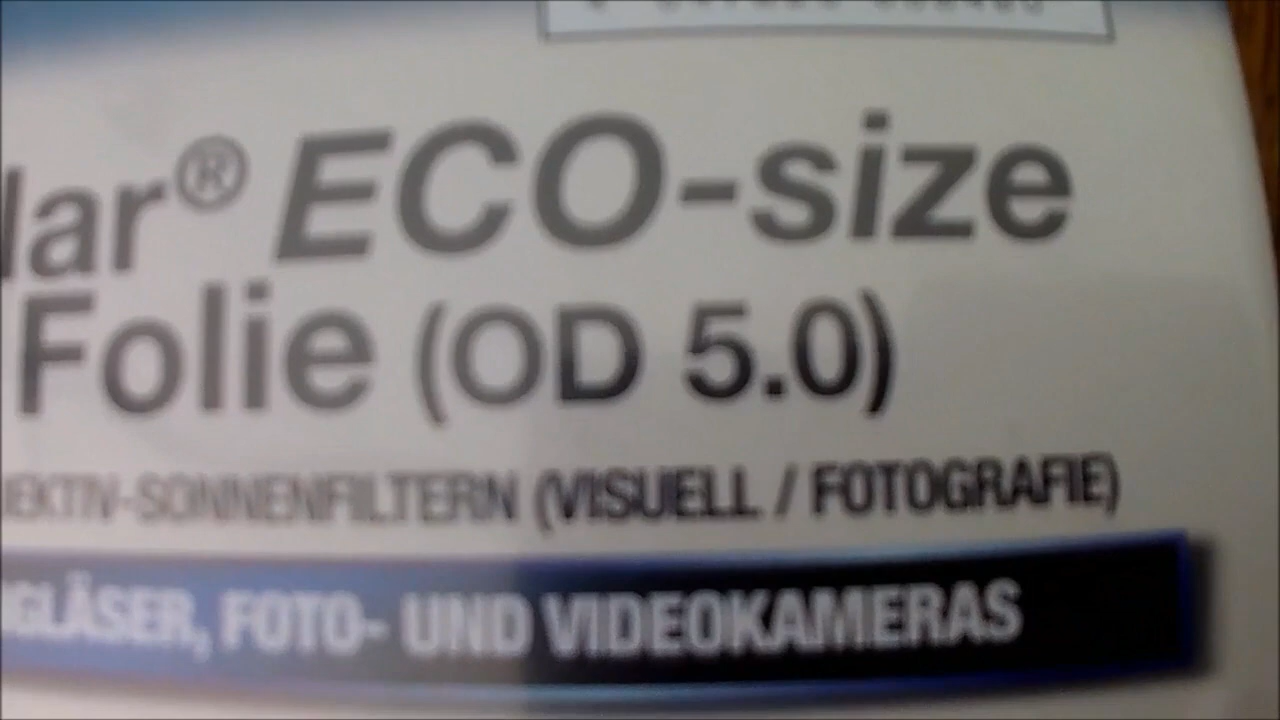 lar® ECO-size
Folie (OD 5.0)
EKTIV-SONNENFILTERN (VISUELL / FOTOGRAFIE)
GLÄSER, FOTO- UND VIDEOKAMERAS